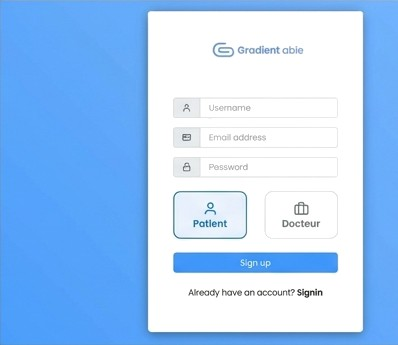 Gradient able
Username
Email address
Password
Patient
Docteur
Sign up
Already have an account? Signin